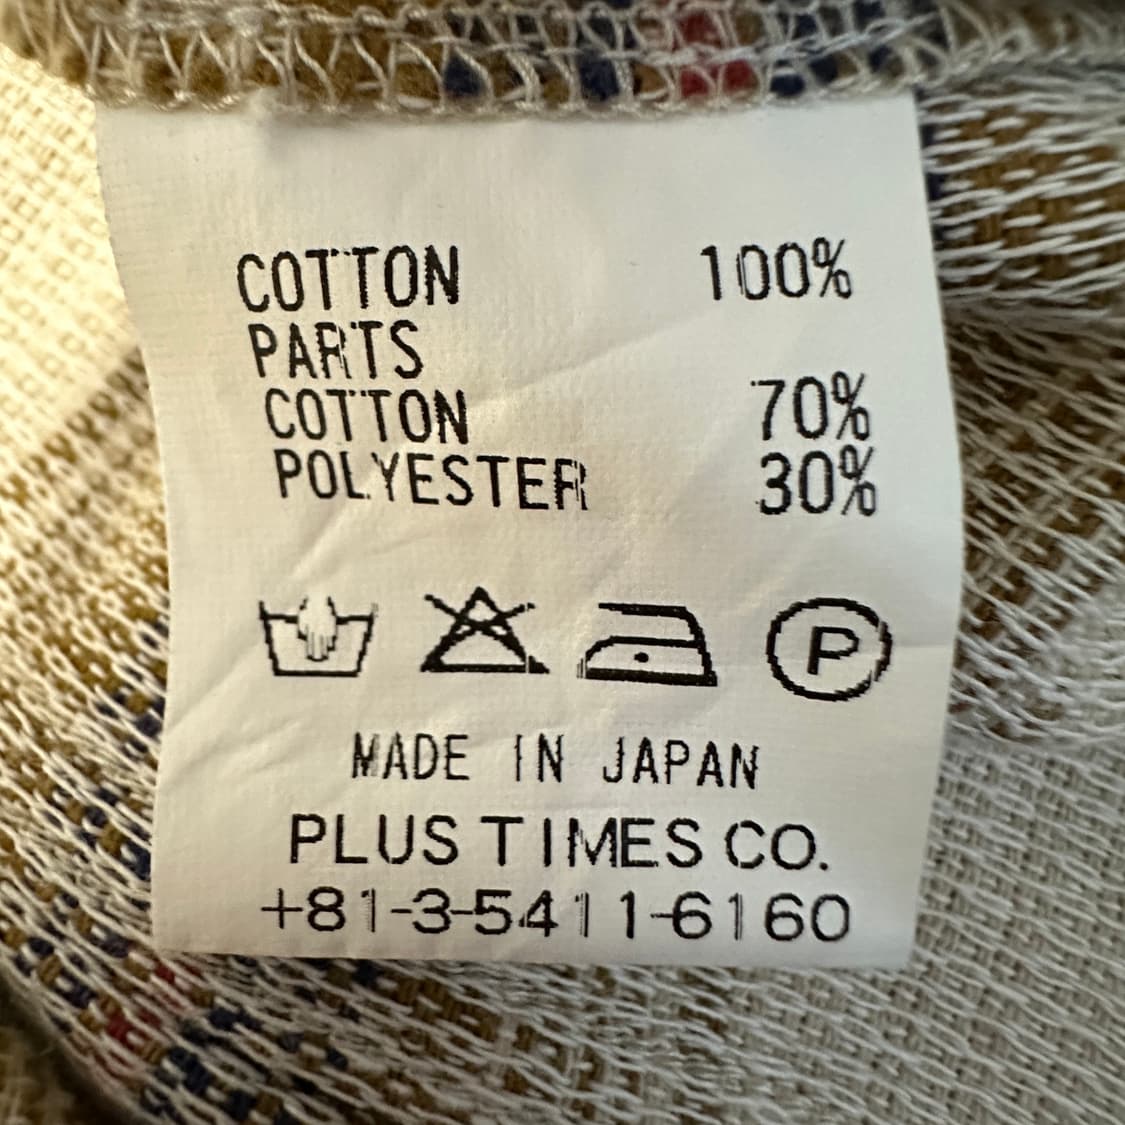 COTTON 100%
PARTS
COTTON 70%
POLYESTER 30%
P
MADE IN JAPAN
PLUS TIMES CO.
+81-3-5411-6160